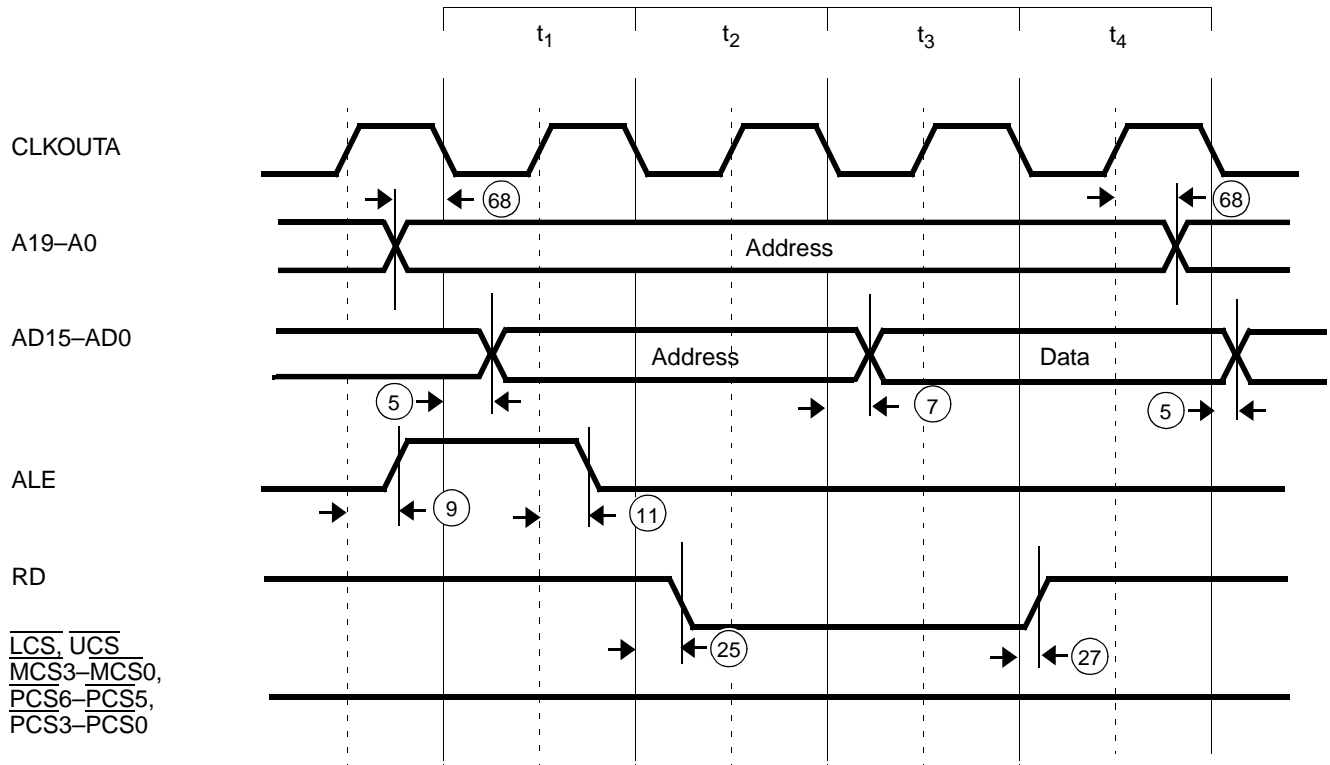 t1 t2 t3 t4
CLKOUTA
68 68
A19–A0
Address
AD15–AD0
Address Data
5 7 5
ALE
9 11
RD
LCS, UCS
25 27
MCS3–MCS0,
PCS6–PCS5,
PCS3–PCS0